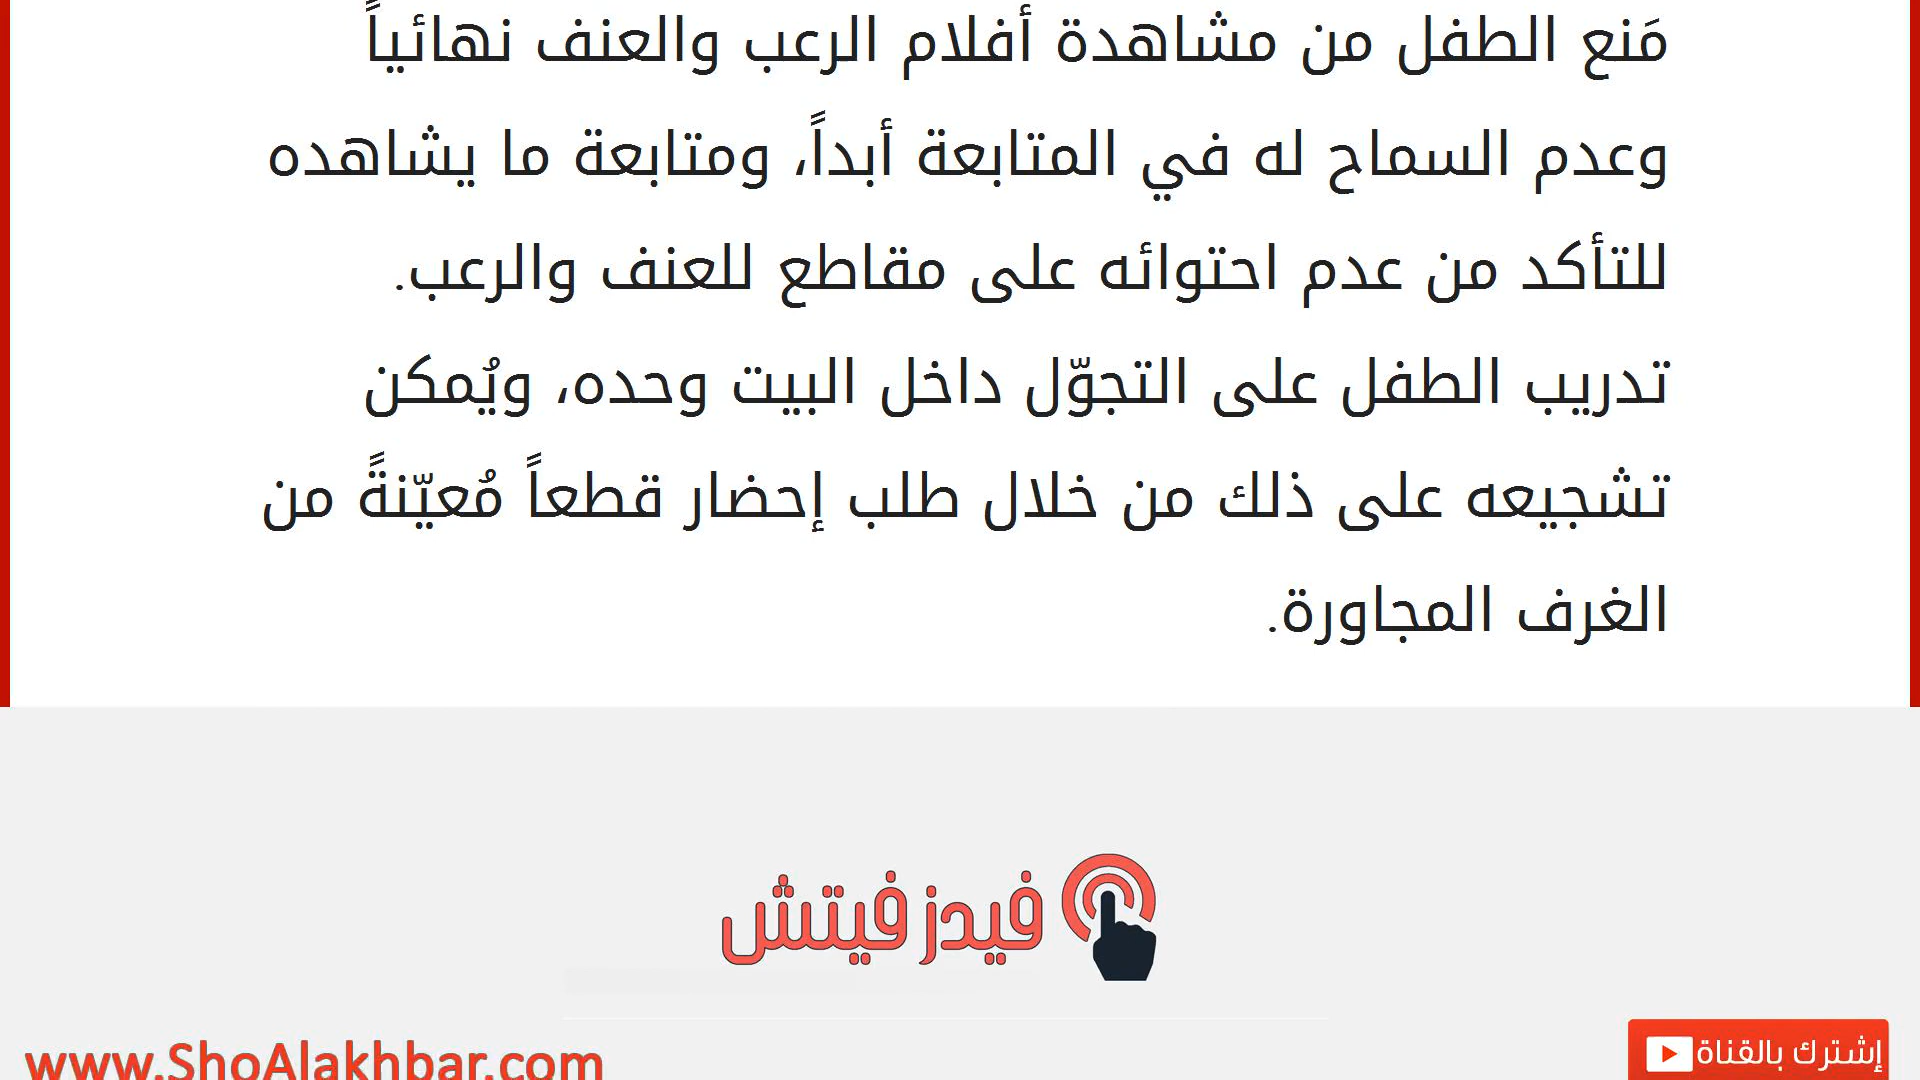 مَنع الطفل من مشاهدة أفلام الرعب والعنف نهائياً
وعدم السماح له في المتابعة أبداً، ومتابعة ما يشاهده
للتأكد من عدم احتوائه على مقاطع للعنف والرعب.
تدريب الطفل على التجوّل داخل البيت وحده، ويُمكن
تشجيعه على ذلك من خلال طلب إحضار قطعاً مُعيّنةً من
الغرف المجاورة.
فيدز فيتش
www.ShoAlakhbar.com
إشترك بالقناة